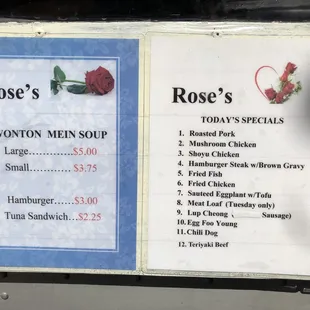 ose's
WONTON MEIN SOUP
Large.............$5.00
Small..............$3.75
Hamburger......$3.00
Tuna Sandwich...$2.25
Rose's
TODAY'S SPECIALS
1. Roasted Pork
2. Mushroom Chicken
3. Shoyu Chicken
4. Hamburger Steak w/Brown Gravy
5. Fried Fish
6. Fried Chicken
7. Sauteed Eggplant w/Tofu
8. Meat Loaf (Tuesday only)
9. Lup Cheong ( Sausage)
10. Egg Foo Young
11. Chili Dog
12. Teriyaki Beef